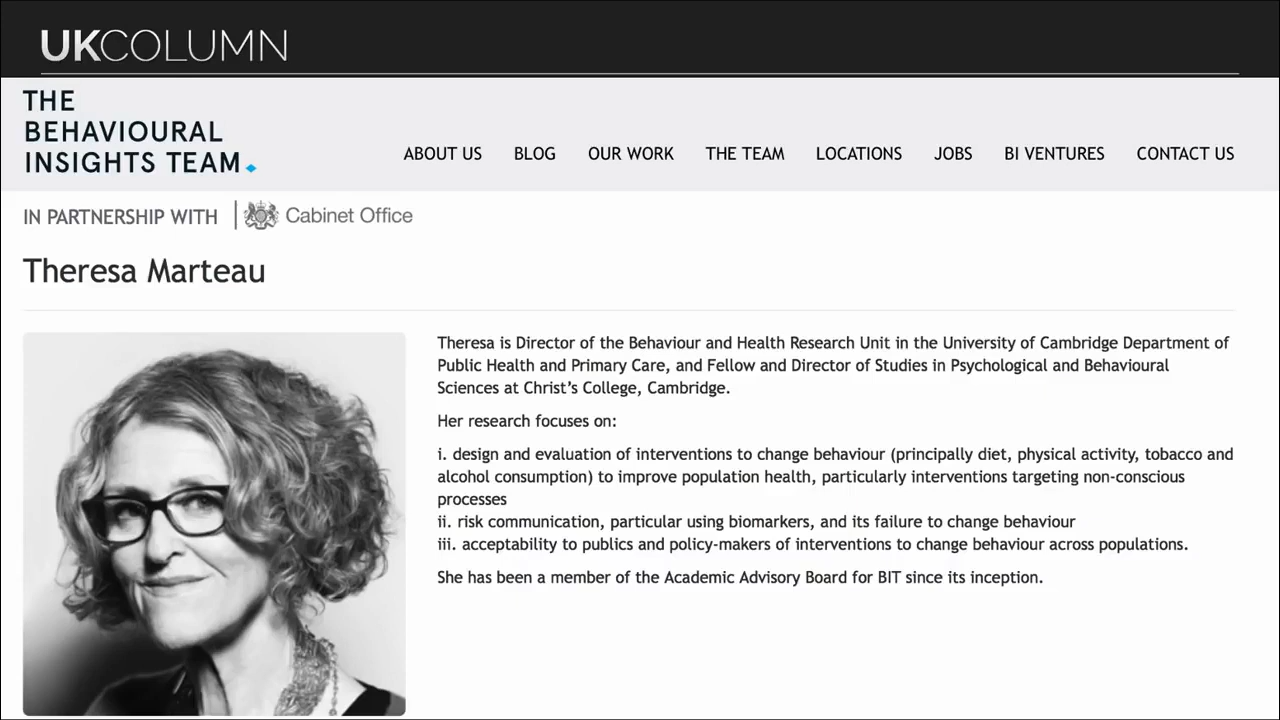 UKCOLUMN
THE
BEHAVIOURAL
INSIGHTS TEAM
ABOUT US BLOG OUR WORK THE TEAM LOCATIONS JOBS BI VENTURES CONTACT US
IN PARTNERSHIP WITH Cabinet Office
Theresa Marteau
Theresa is Director of the Behaviour and Health Research Unit in the University of Cambridge Department of
Public Health and Primary Care, and Fellow and Director of Studies in Psychological and Behavioural
Sciences at Christ's College, Cambridge.
Her research focuses on:
i. design and evaluation of interventions to change behaviour (principally diet, physical activity, tobacco and
alcohol consumption) to improve population health, particularly interventions targeting non-conscious
processes
ii. risk communication, particular using biomarkers, and its failure to change behaviour
iii. acceptability to publics and policy-makers of interventions to change behaviour across populations.
She has been a member of the Academic Advisory Board for BIT since its inception.